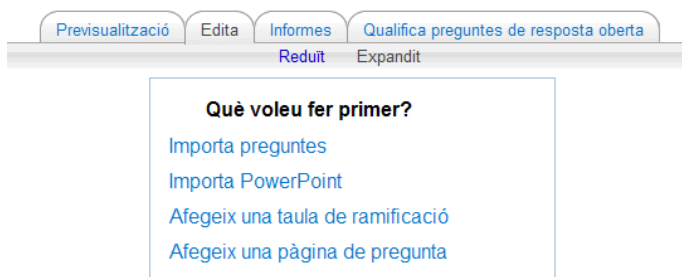 Previsualització Edita Informes Qualifica preguntes de resposta oberta
Reduït Expandit
Què voleu fer primer?
Importa preguntes
Importa PowerPoint
Afegeix una taula de ramificació
Afegeix una pàgina de pregunta